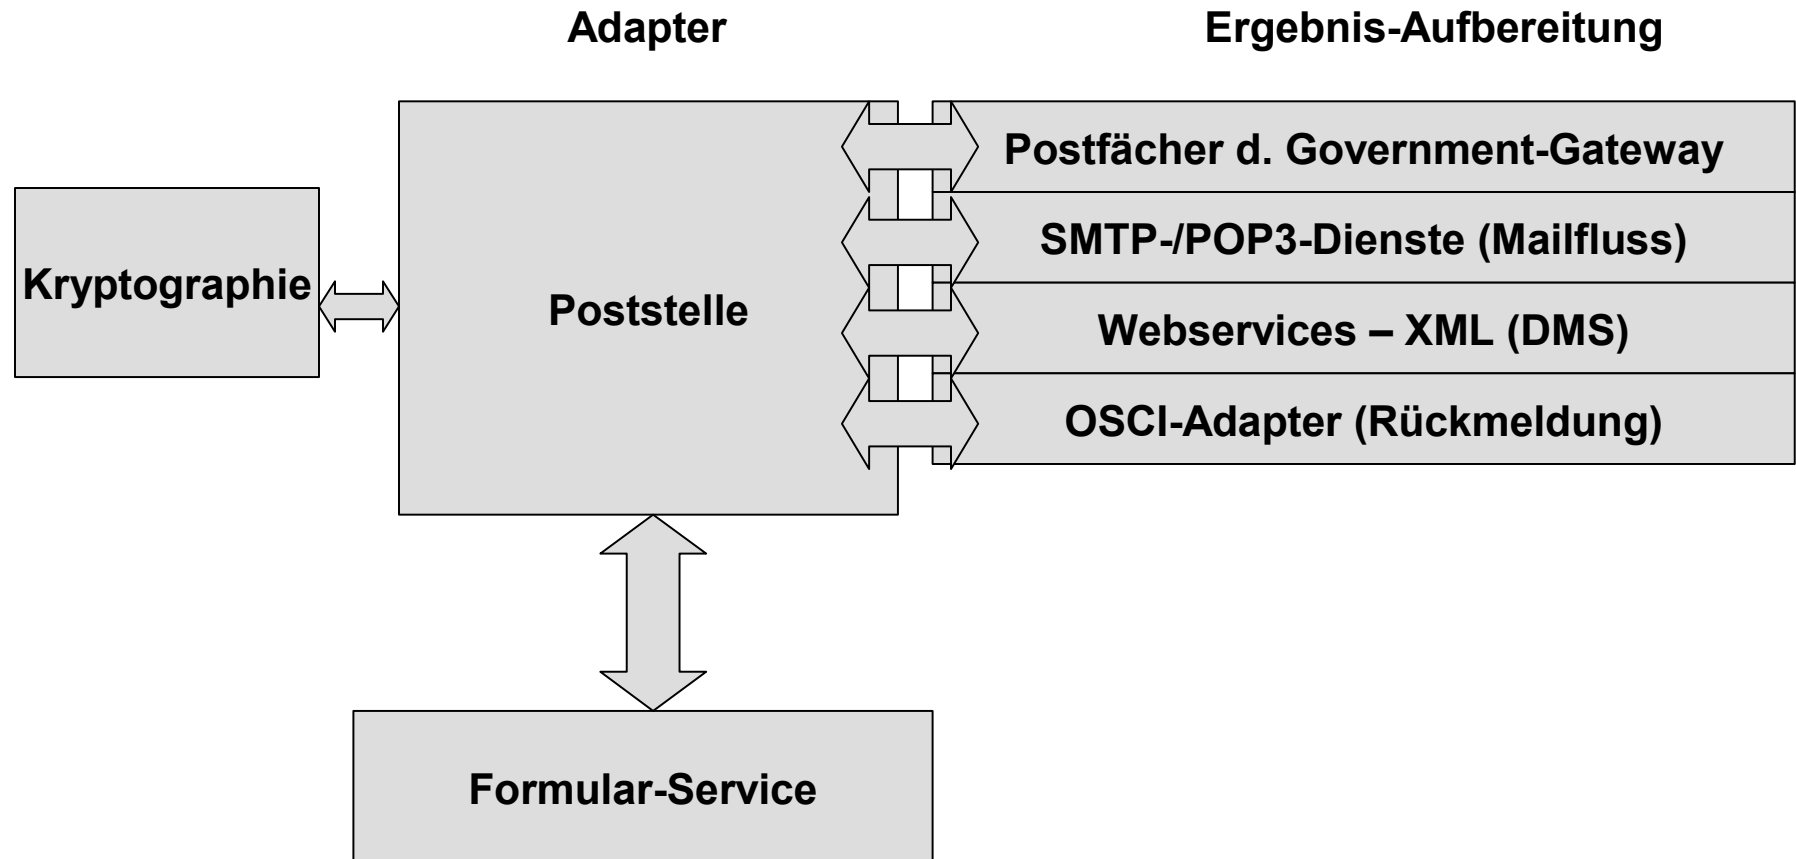 Adapter
Ergebnis-Aufbereitung
Postfächer d. Government-Gateway
SMTP-/POP3-Dienste (Mailfluss)
Kryptographie
Poststelle
Webservices – XML (DMS)
OSCI-Adapter (Rückmeldung)
Formular-Service